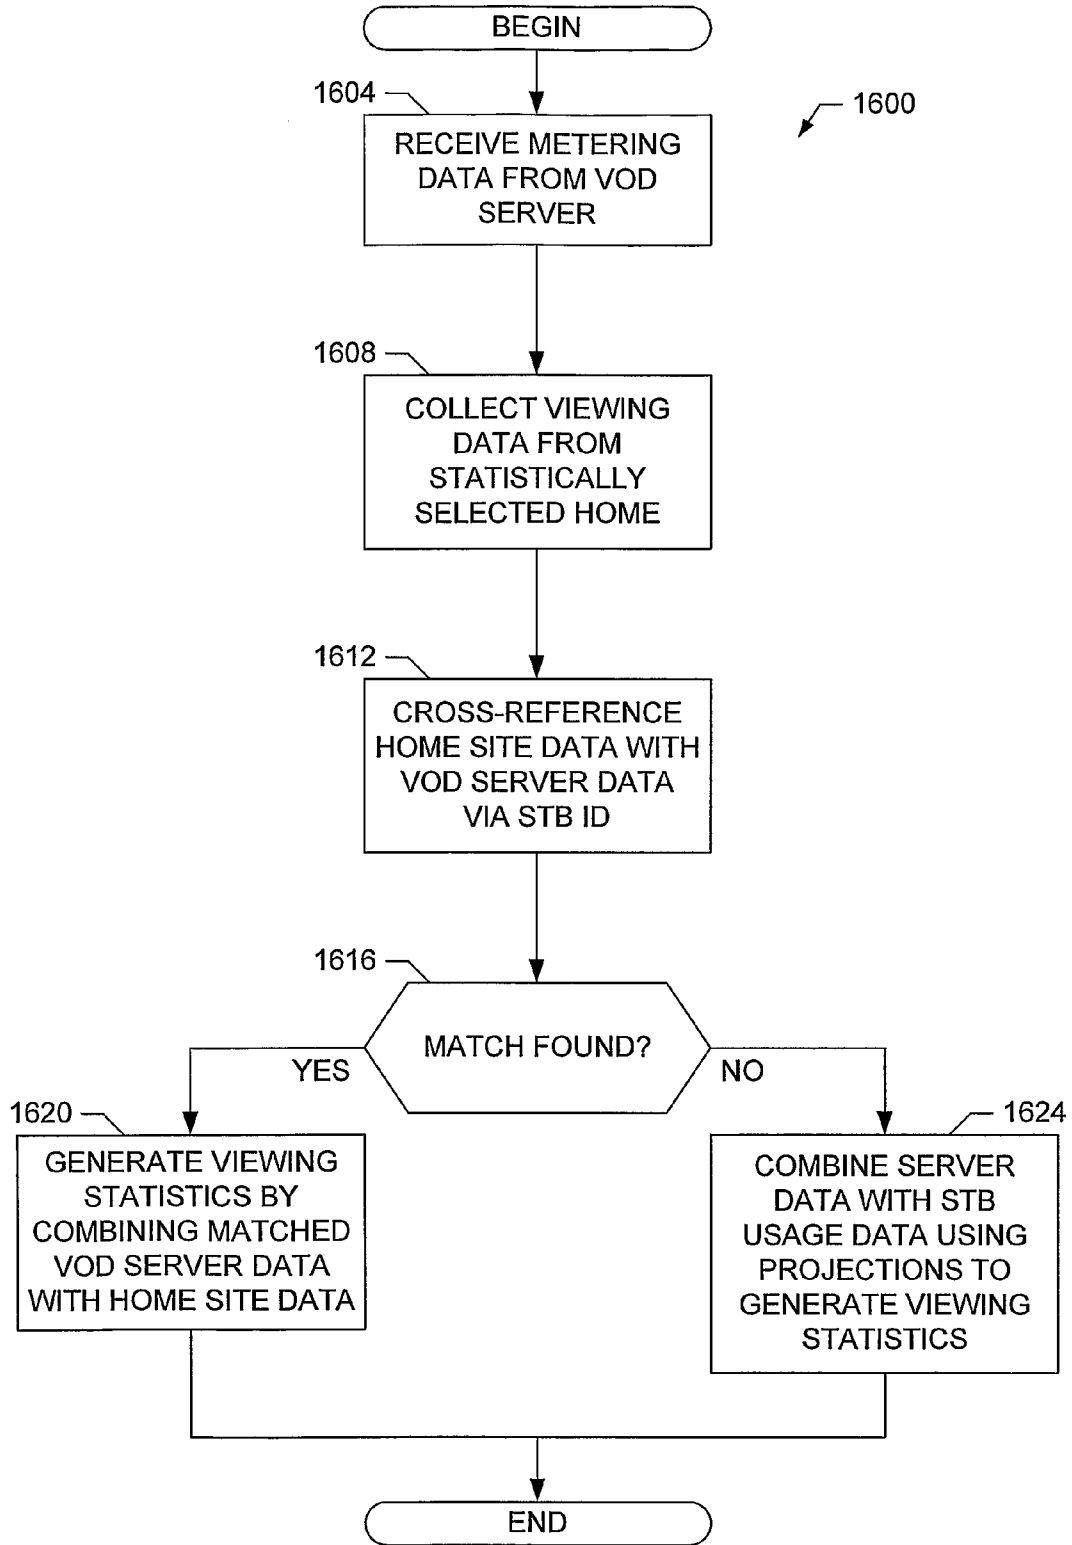 BEGIN
1604
1600
RECEIVE METERING
DATA FROM VOD
SERVER
1608
COLLECT VIEWING
DATA FROM
STATISTICALLY
SELECTED HOME
1612
CROSS-REFERENCE
HOME SITE DATA WITH
VOD SERVER DATA
VIA STB ID
1616
MATCH FOUND?
YES
NO
1620
GENERATE VIEWING
STATISTICS BY
COMBINING MATCHED
VOD SERVER DATA
WITH HOME SITE DATA
1624
COMBINE SERVER
DATA WITH STB
USAGE DATA USING
PROJECTIONS TO
GENERATE VIEWING
STATISTICS
END